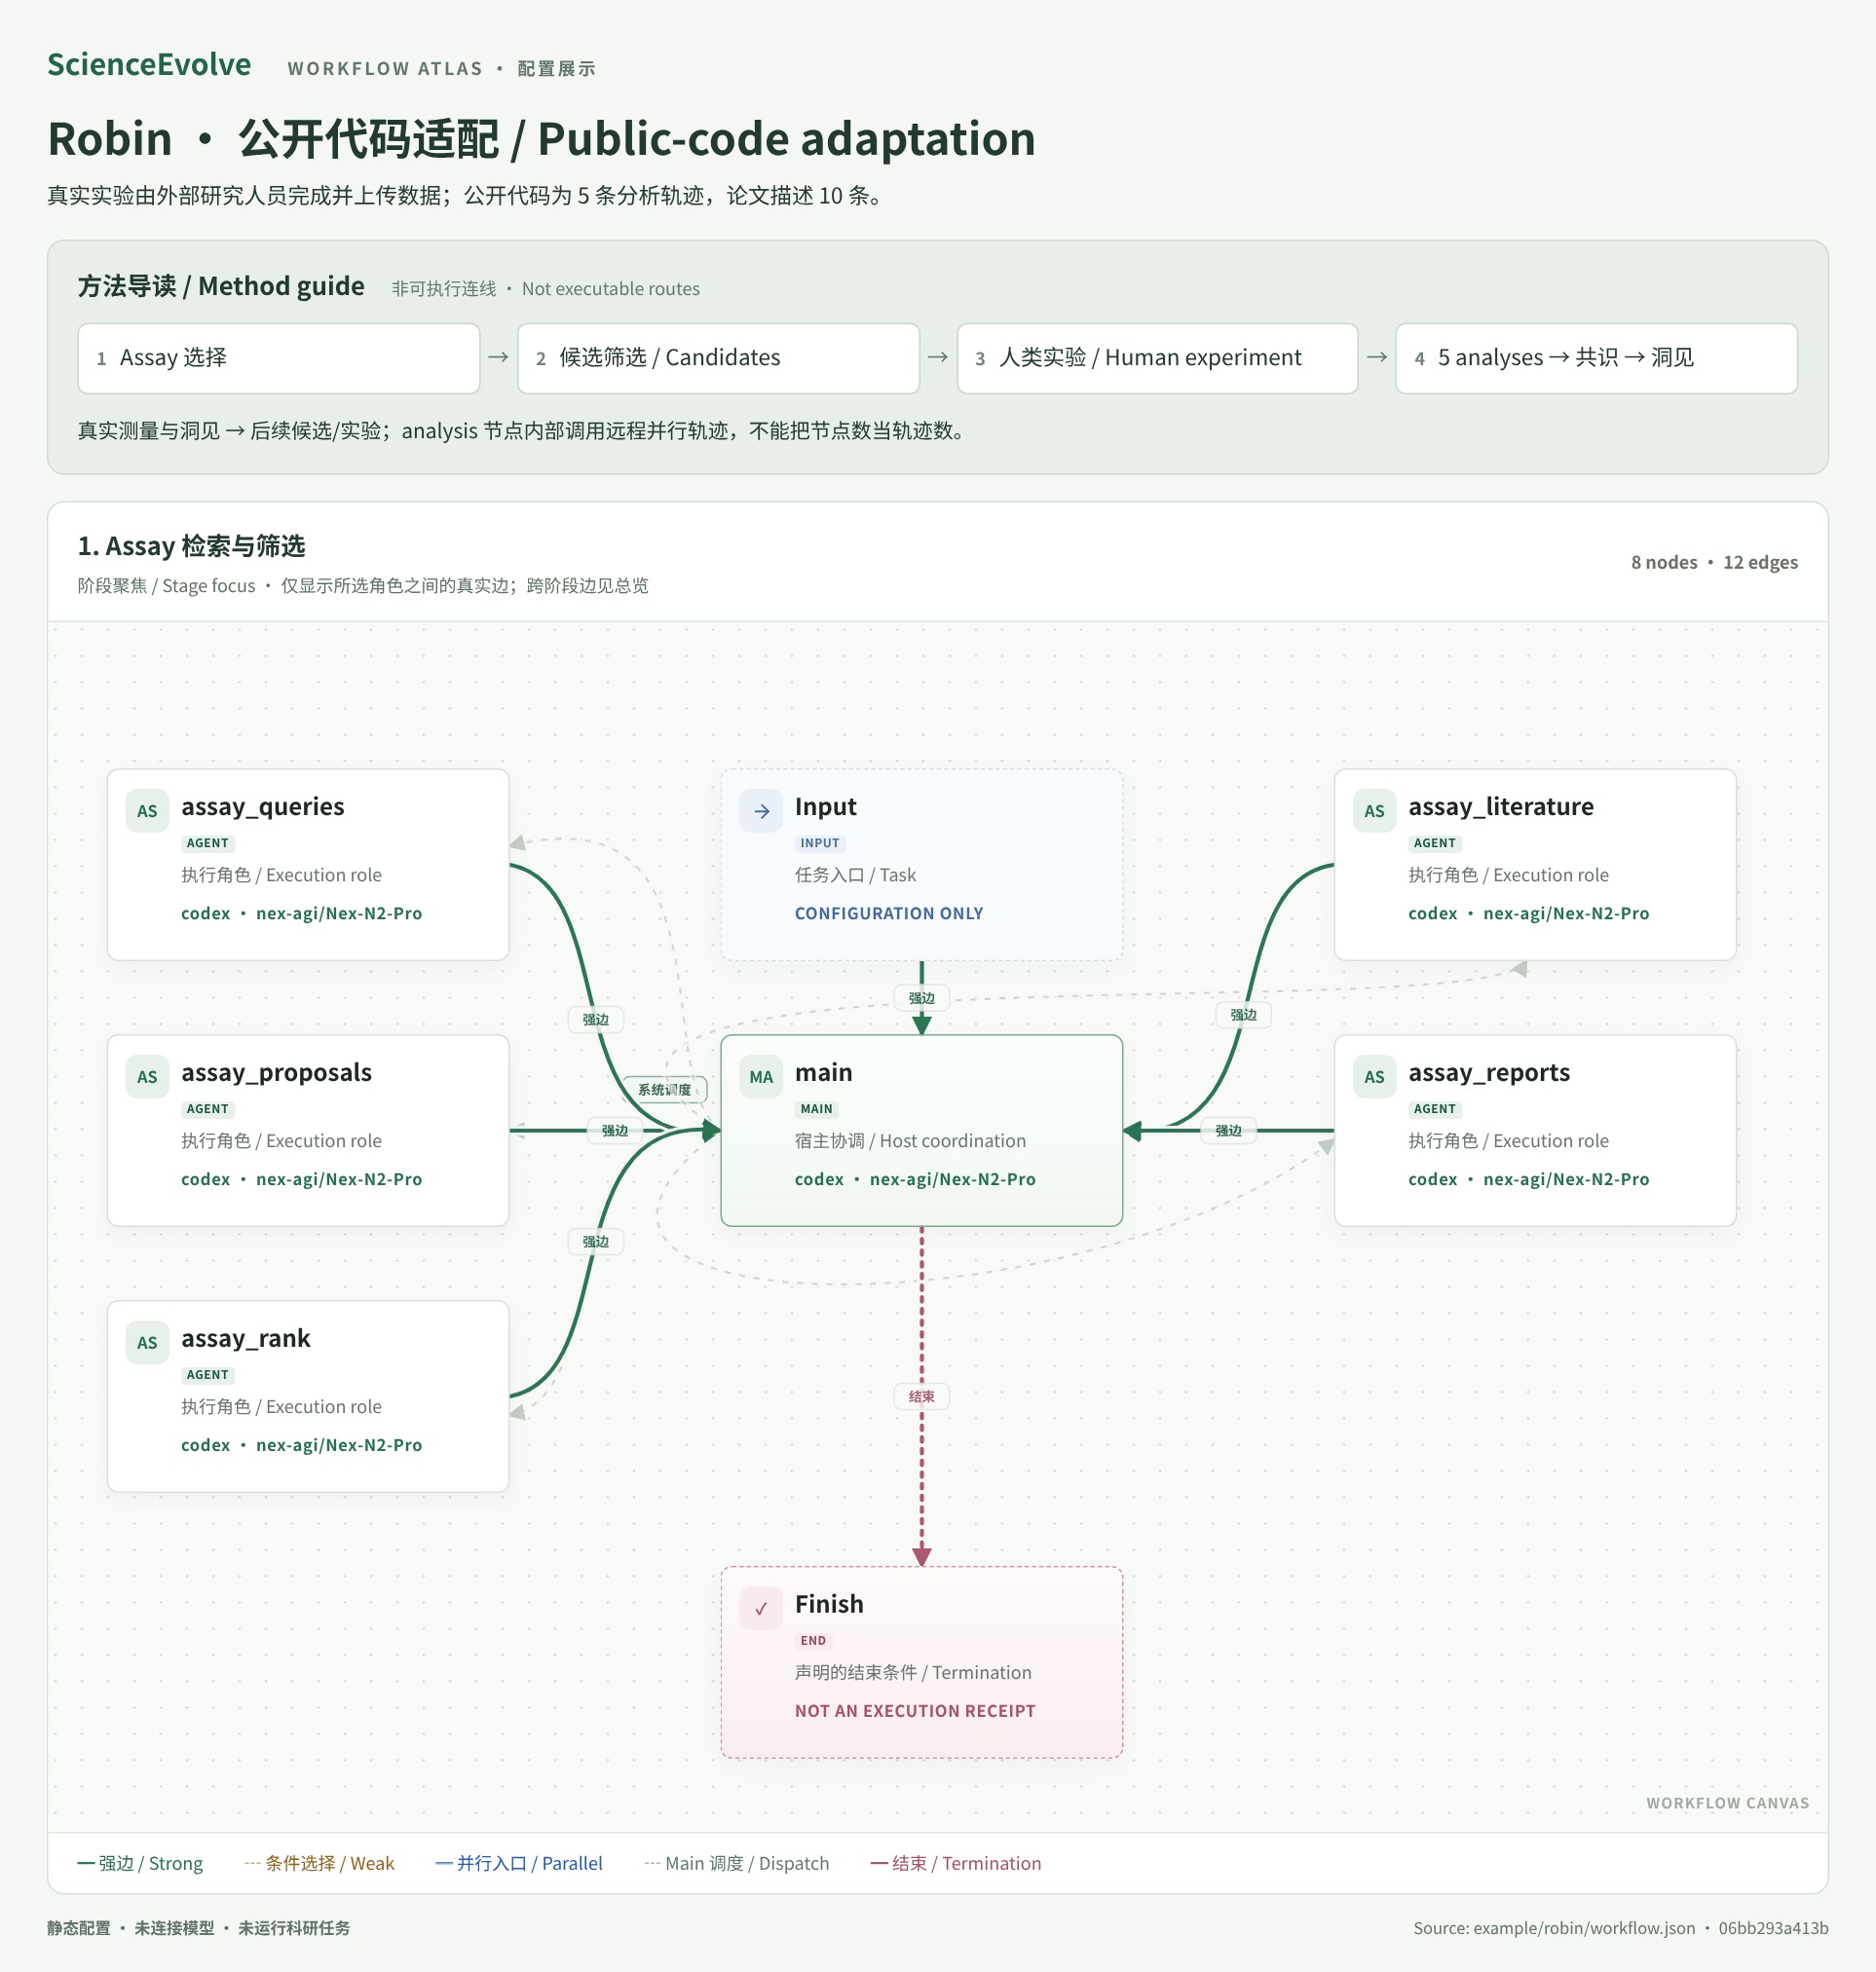 ScienceEvolve WORKFLOW ATLAS · 配置展示
Robin · 公开代码适配 / Public-code adaptation
真实实验由外部研究人员完成并上传数据；公开代码为 5 条分析轨迹，论文描述 10 条。
方法导读 / Method guide 非可执行连线 · Not executable routes
1 Assay 选择 → 2 候选筛选 / Candidates → 3 人类实验 / Human experiment → 4 5 analyses → 共识 → 洞见
真实测量与洞见 → 后续候选/实验；analysis 节点内部调用远程并行轨迹，不能把节点数当轨迹数。
1. Assay 检索与筛选
阶段聚焦 / Stage focus · 仅显示所选角色之间的真实边；跨阶段边见总览
8 nodes · 12 edges
AS assay_queries
AGENT
执行角色 / Execution role
codex · nex-agi/Nex-N2-Pro
→ Input
INPUT
任务入口 / Task
CONFIGURATION ONLY
AS assay_literature
AGENT
执行角色 / Execution role
codex · nex-agi/Nex-N2-Pro
强边
强边
强边
AS assay_proposals
AGENT
执行角色 / Execution role
codex · nex-agi/Nex-N2-Pro
系统调度
强边
MA main
MAIN
宿主协调 / Host coordination
codex · nex-agi/Nex-N2-Pro
强边
AS assay_reports
AGENT
执行角色 / Execution role
codex · nex-agi/Nex-N2-Pro
强边
AS assay_rank
AGENT
执行角色 / Execution role
codex · nex-agi/Nex-N2-Pro
结束
✓ Finish
END
声明的结束条件 / Termination
NOT AN EXECUTION RECEIPT
WORKFLOW CANVAS
强边 / Strong 条件选择 / Weak 并行入口 / Parallel Main 调度 / Dispatch 结束 / Termination
静态配置 · 未连接模型 · 未运行科研任务
Source: example/robin/workflow.json · 06bb293a413b